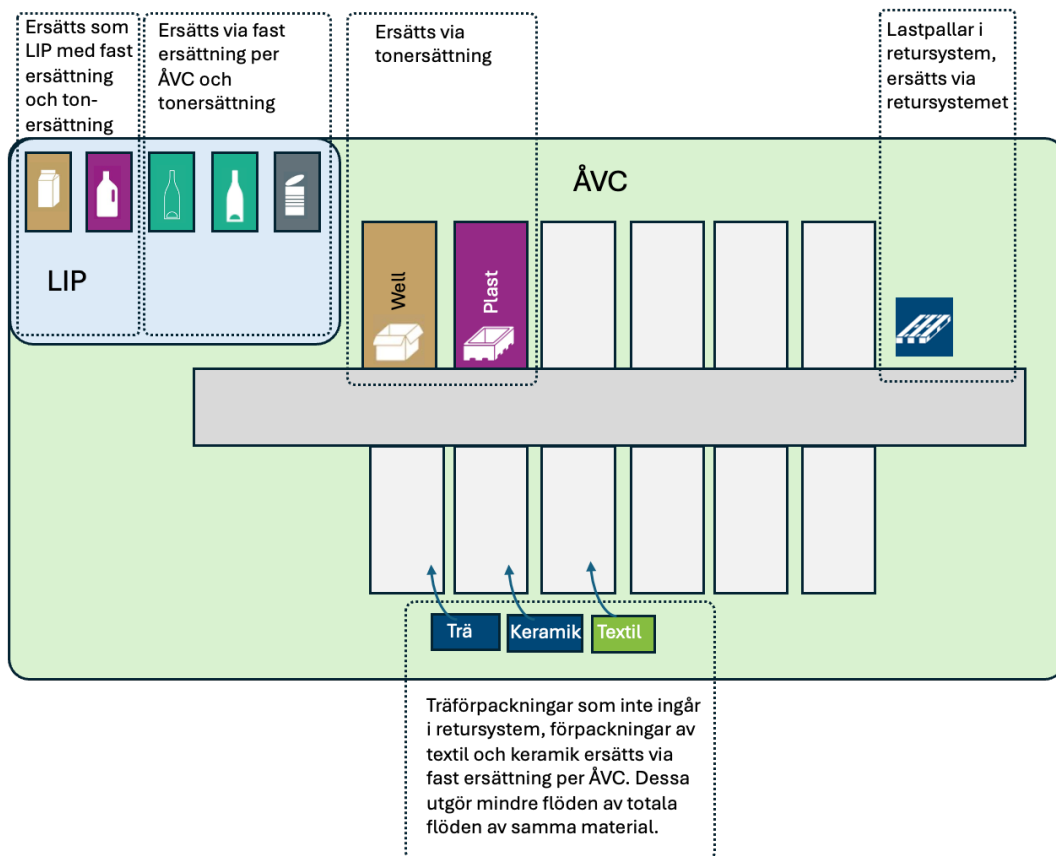 Ersätts som
LIP med fast
ersättning
och ton-
ersättning
Ersätts via fast
ersättning per
ÅVC och
tonersättning
Ersätts via
tonersättning
Lastpallar i
retursystem,
ersätts via
retursystemet
ÅVC
LIP
Well
Plast
Trä
Keramik
Textil
Träförpackningar som inte ingår
i retursystem, förpackningar av
textil och keramik ersätts via
fast ersättning per ÅVC. Dessa
utgör mindre flöden av totala
flöden av samma material.